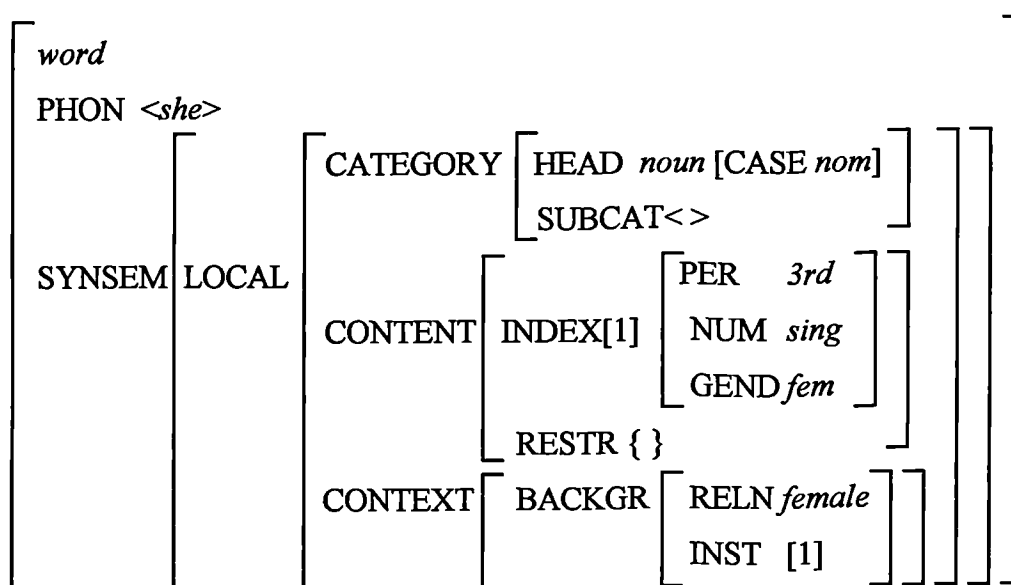 word
PHON <she>
CATEGORY HEAD noun [CASE nom]
SUBCAT< >
SYNSEM LOCAL
PER 3rd
CONTENT INDEX[1] NUM sing
GEND fem
RESTR { }
CONTEXT BACKGR RELN female
INST [1]